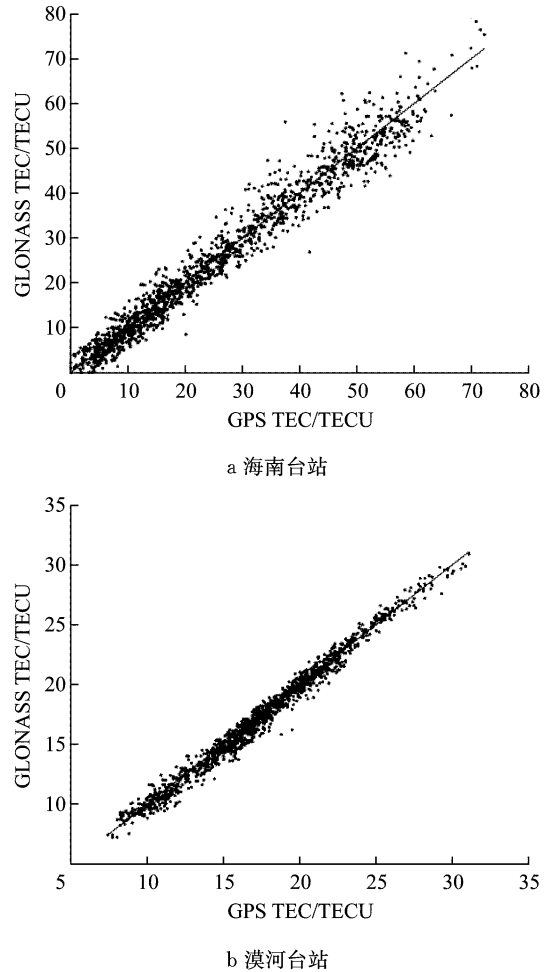 80
70
60
50
40
30
20
10
GLONASS TEC/TECU
0 10 20 30 40 50 60 70 80
GPS TEC/TECU
a 海南台站
35
30
25
20
15
10
GLONASS TEC/TECU
5 10 15 20 25 30 35
GPS TEC/TECU
b 漠河台站